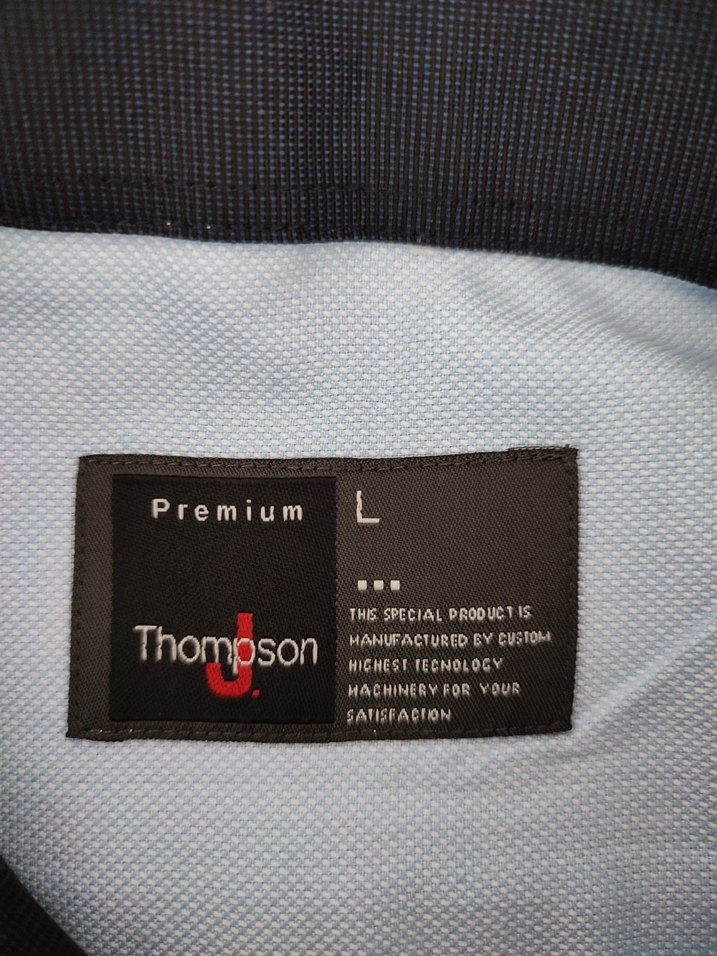 Premium
J.
Thompson
L
...
THIS SPECIAL PRODUCT IS
MANUFACTURED BY CUSTOM
HIGHEST TECNOLOGY
MACHINERY FOR YOUR
SATISFACTION